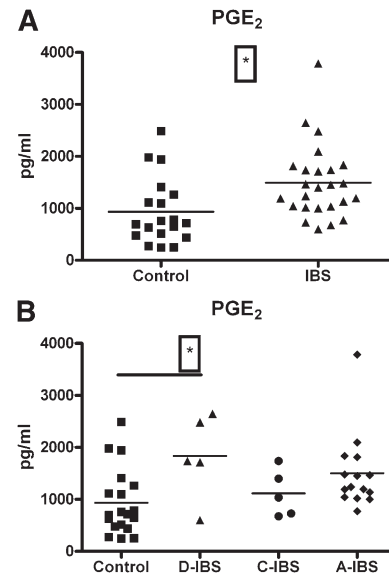 A
PGE2
*
pg/ml
4000
3000
2000
1000
0
Control IBS
B
PGE2
*
pg/ml
4000
3000
2000
1000
0
Control D-IBS C-IBS A-IBS